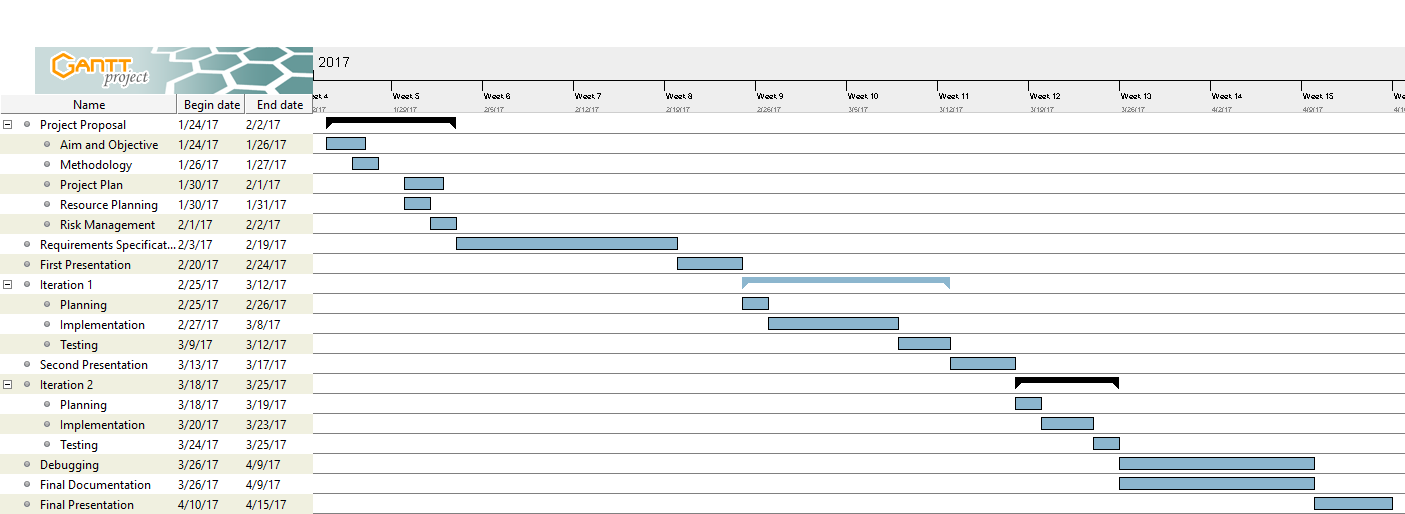 GANTT
project
2017
Week 5 Week 6 Week 7 Week 8 Week 9 Week 10 Week 11 Week 12 Week 13 Week 14 Week 15
1/29/17 2/5/17 2/12/17 2/19/17 2/26/17 3/5/17 3/12/17 3/19/17 3/26/17 4/2/17 4/9/17
Name Begin date End date
Project Proposal 1/24/17 2/2/17
Aim and Objective 1/24/17 1/26/17
Methodology 1/26/17 1/27/17
Project Plan 1/30/17 2/1/17
Resource Planning 1/30/17 1/31/17
Risk Management 2/1/17 2/2/17
Requirements Specificat... 2/3/17 2/19/17
First Presentation 2/20/17 2/24/17
Iteration 1 2/25/17 3/12/17
Planning 2/25/17 2/26/17
Implementation 2/27/17 3/8/17
Testing 3/9/17 3/12/17
Second Presentation 3/13/17 3/17/17
Iteration 2 3/18/17 3/25/17
Planning 3/18/17 3/19/17
Implementation 3/20/17 3/23/17
Testing 3/24/17 3/25/17
Debugging 3/26/17 4/9/17
Final Documentation 3/26/17 4/9/17
Final Presentation 4/10/17 4/15/17